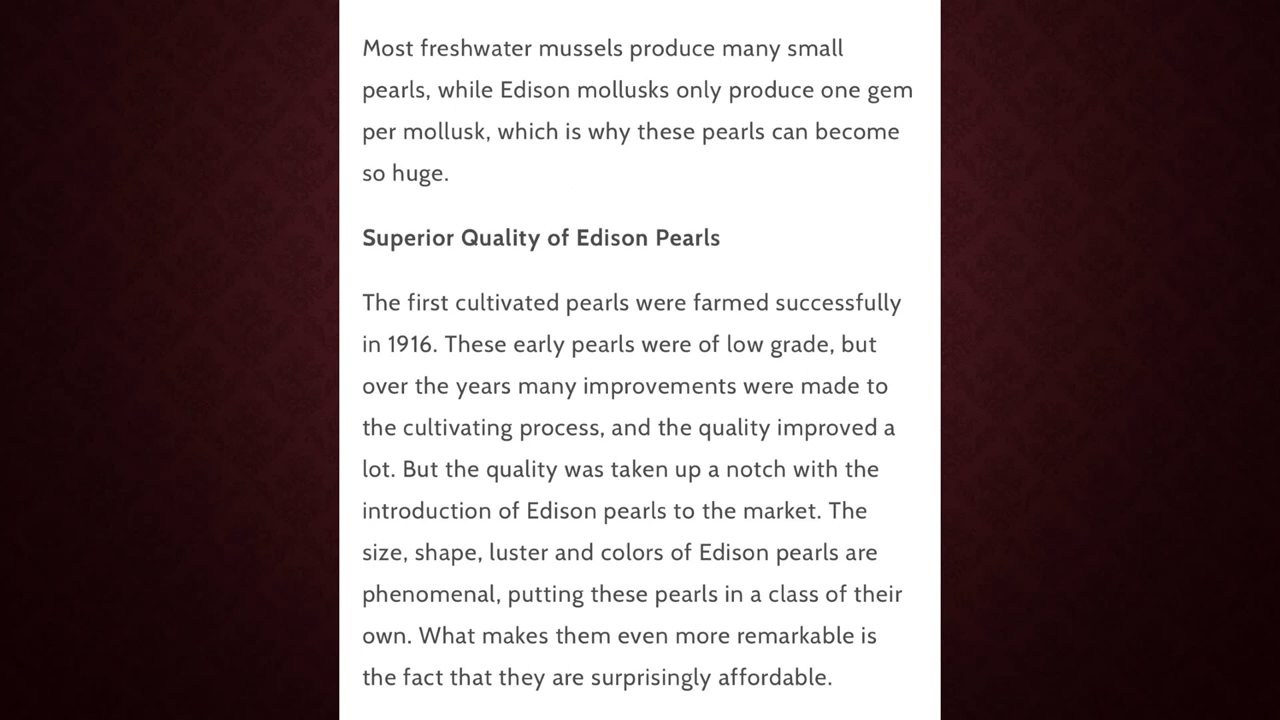 Most freshwater mussels produce many small
pearls, while Edison mollusks only produce one gem
per mollusk, which is why these pearls can become
so huge.
Superior Quality of Edison Pearls
The first cultivated pearls were farmed successfully
in 1916. These early pearls were of low grade, but
over the years many improvements were made to
the cultivating process, and the quality improved a
lot. But the quality was taken up a notch with the
introduction of Edison pearls to the market. The
size, shape, luster and colors of Edison pearls are
phenomenal, putting these pearls in a class of their
own. What makes them even more remarkable is
the fact that they are surprisingly affordable.